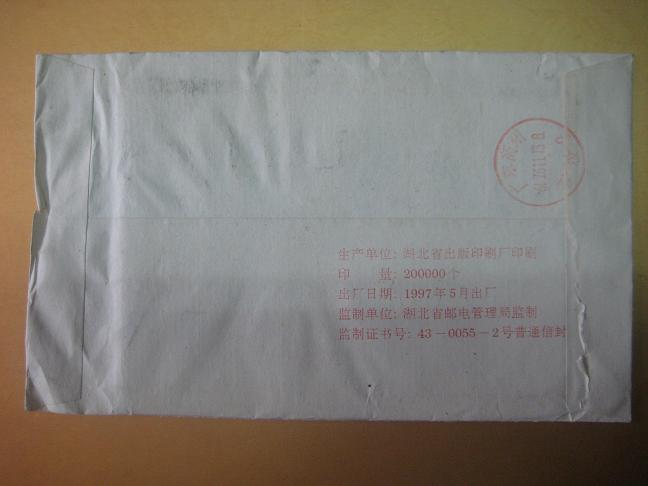 生产单位: 湖北省出版印刷厂印刷
印　　量: 200000个
出厂日期: 1997年5月出厂
监制单位: 湖北省邮电管理局监制
监制证书号: 43－0055－2号普通信封